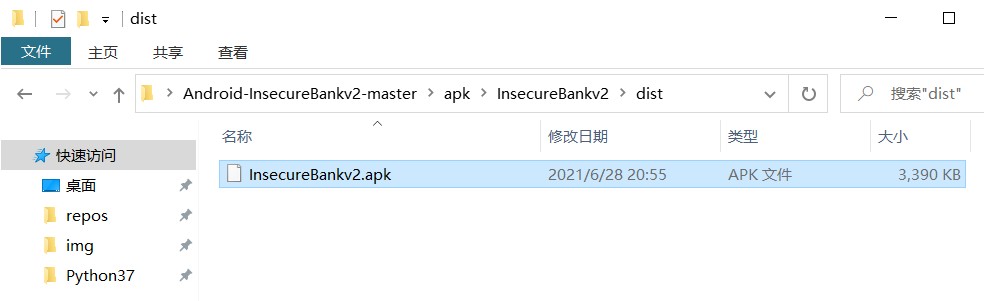 dist
文件 主页 共享 查看
Android-InsecureBankv2-master apk InsecureBankv2 dist 搜索"dist"
名称 修改日期 类型 大小
快速访问
InsecureBankv2.apk 2021/6/28 20:55 APK 文件 3,390 KB
桌面
repos
img
Python37